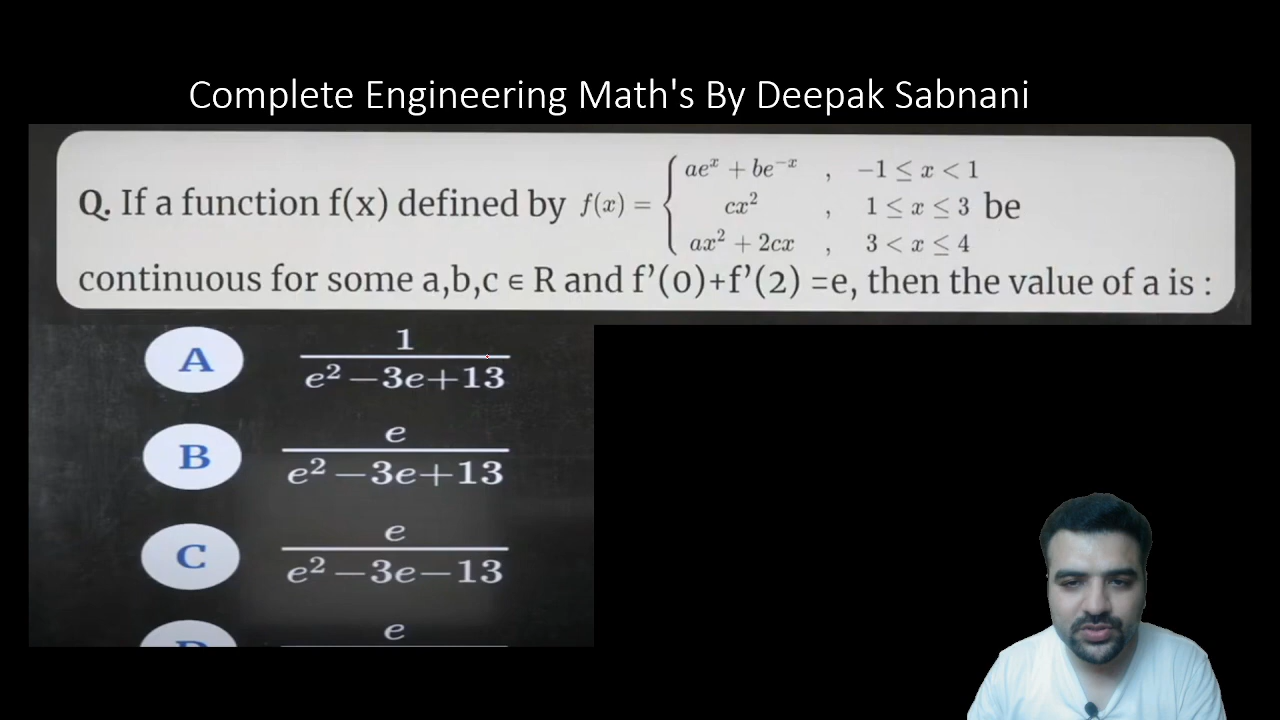 Complete Engineering Math's By Deepak Sabnani
Q. If a function f(x) defined by f(x) = { ae^x + be^{-x} , −1 ≤ x < 1
cx^2 , 1 ≤ x ≤ 3 be
ax^2 + 2cx , 3 < x ≤ 4
continuous for some a,b,c ∈ R and f'(0)+f'(2) =e, then the value of a is :
A 1/(e^2−3e+13)
B e/(e^2−3e+13)
C e/(e^2−3e−13)
e